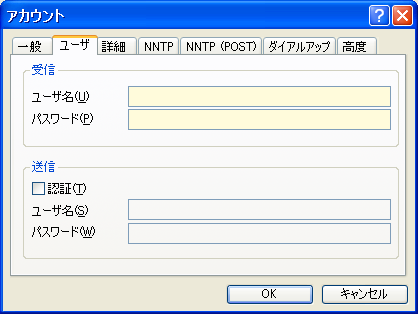 アカウント
一般 ユーザ 詳細 NNTP NNTP (POST) ダイアルアップ 高度
受信
ユーザ名(U)
パスワード(P)
送信
認証(T)
ユーザ名(S)
パスワード(W)
OK キャンセル